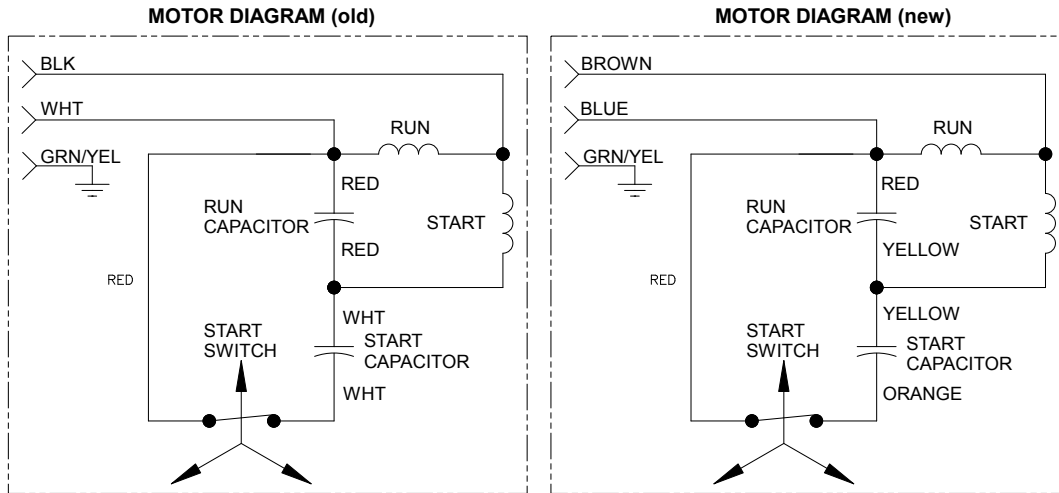 MOTOR DIAGRAM (old)
BLK
WHT
GRN/YEL
RUN
RED
RUN
CAPACITOR
START
RED
RED
WHT
START
SWITCH
START
CAPACITOR
WHT
MOTOR DIAGRAM (new)
BROWN
BLUE
GRN/YEL
RUN
RED
RUN
CAPACITOR
START
YELLOW
RED
YELLOW
START
SWITCH
START
CAPACITOR
ORANGE